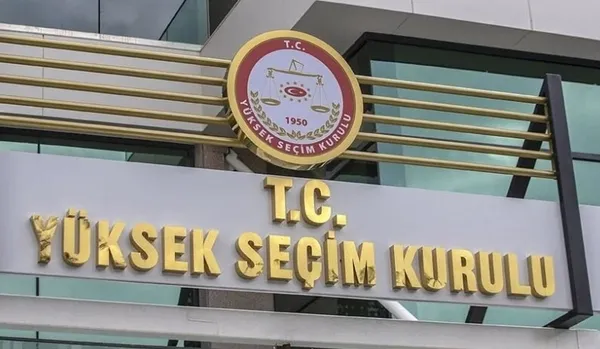 T.C.
1950
YÜKSEK SEÇİM KURULU
T.C.
YÜKSEK SEÇİM KURULU